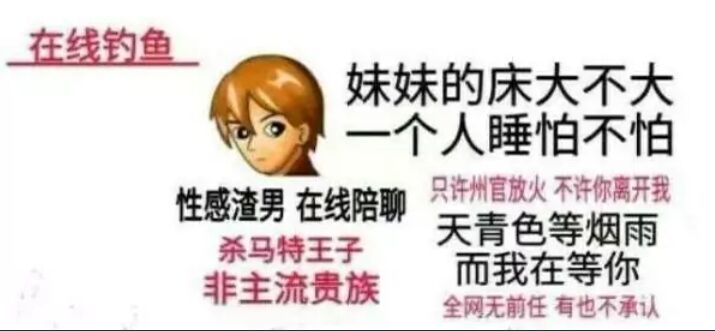 在线钓鱼
妹妹的床大不大
一个人睡怕不怕
性感渣男 在线陪聊
杀马特王子
非主流贵族
只许州官放火 不许你离开我
天青色等烟雨
而我在等你
全网无前任 有也不承认